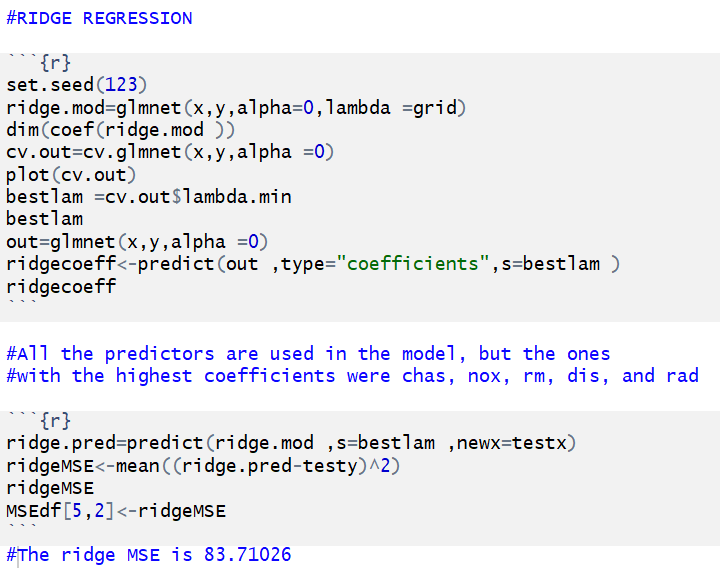 #RIDGE REGRESSION
```{r}
set.seed(123)
ridge.mod=glmnet(x,y,alpha=0,lambda =grid)
dim(coef(ridge.mod ))
cv.out=cv.glmnet(x,y,alpha =0)
plot(cv.out)
bestlam =cv.out$lambda.min
bestlam
out=glmnet(x,y,alpha =0)
ridgecoeff<-predict(out ,type="coefficients",s=bestlam )
ridgecoeff
```
#All the predictors are used in the model, but the ones
#with the highest coefficients were chas, nox, rm, dis, and rad
```{r}
ridge.pred=predict(ridge.mod ,s=bestlam ,newx=testx)
ridgeMSE<-mean((ridge.pred-testy)^2)
ridgeMSE
MSEdf[5,2]<-ridgeMSE
```
#The ridge MSE is 83.71026